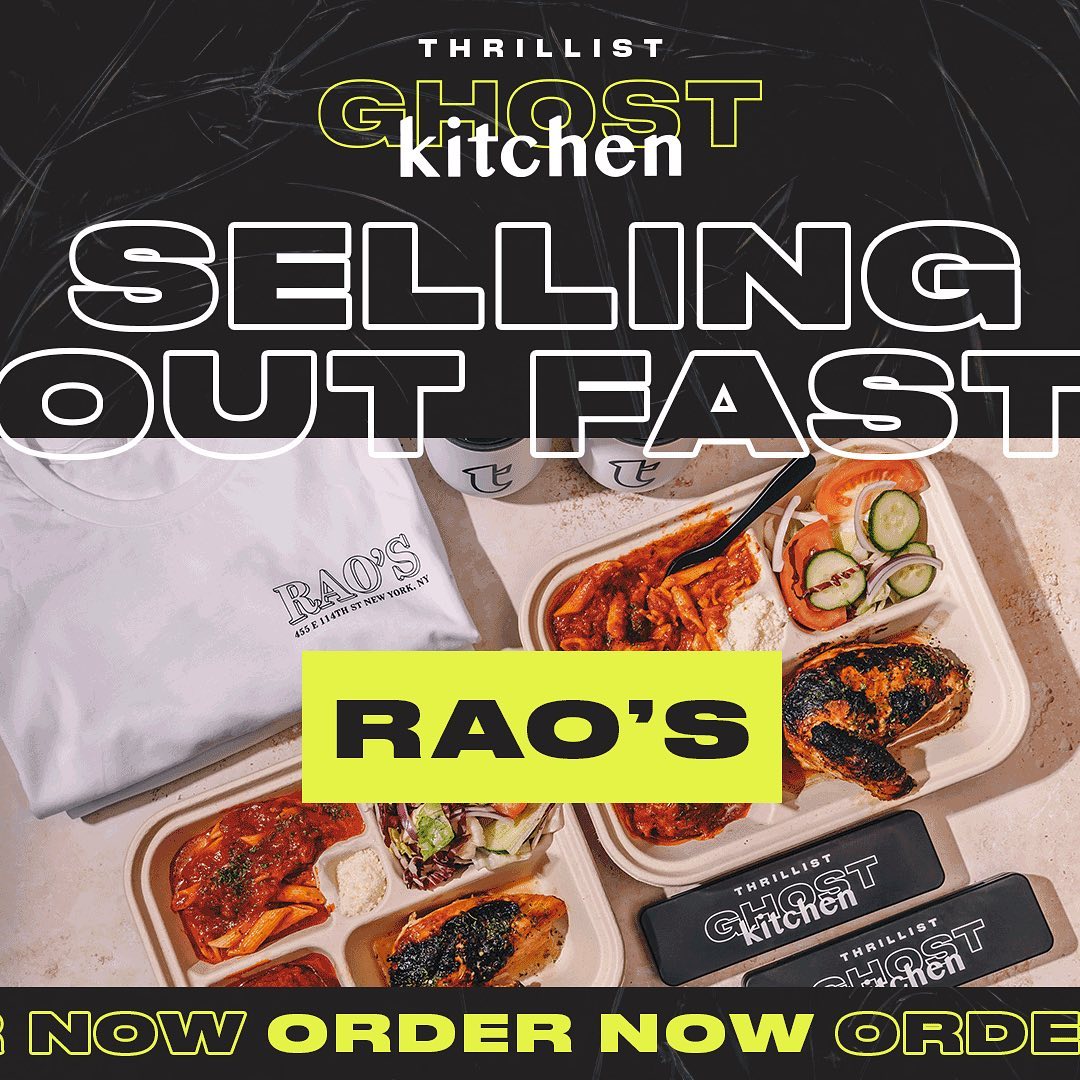 THRILLIST
GHOST
kitchen
SELLING
OUT FAST
t
t
RAO'S
455 E 114TH ST NEW YORK, NY
RAO'S
THRILLIST
GHOST
kitchen
THRILLIST
GHOST
kitchen
R NOW ORDER NOW ORDE